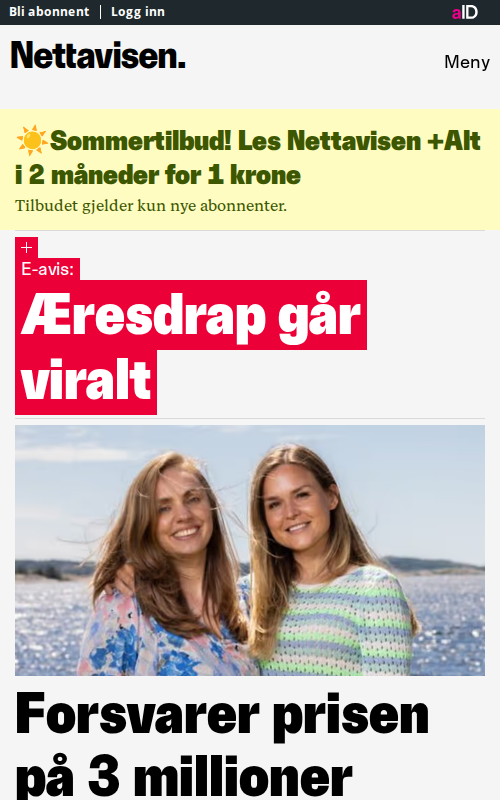 Bli abonnent
Logg inn
aID
Nettavisen.
Meny
☀️Sommertilbud! Les Nettavisen +Alt
i 2 måneder for 1 krone
Tilbudet gjelder kun nye abonnenter.
+
E-avis:
Æresdrap går
viralt
Forsvarer prisen
på 3 millioner